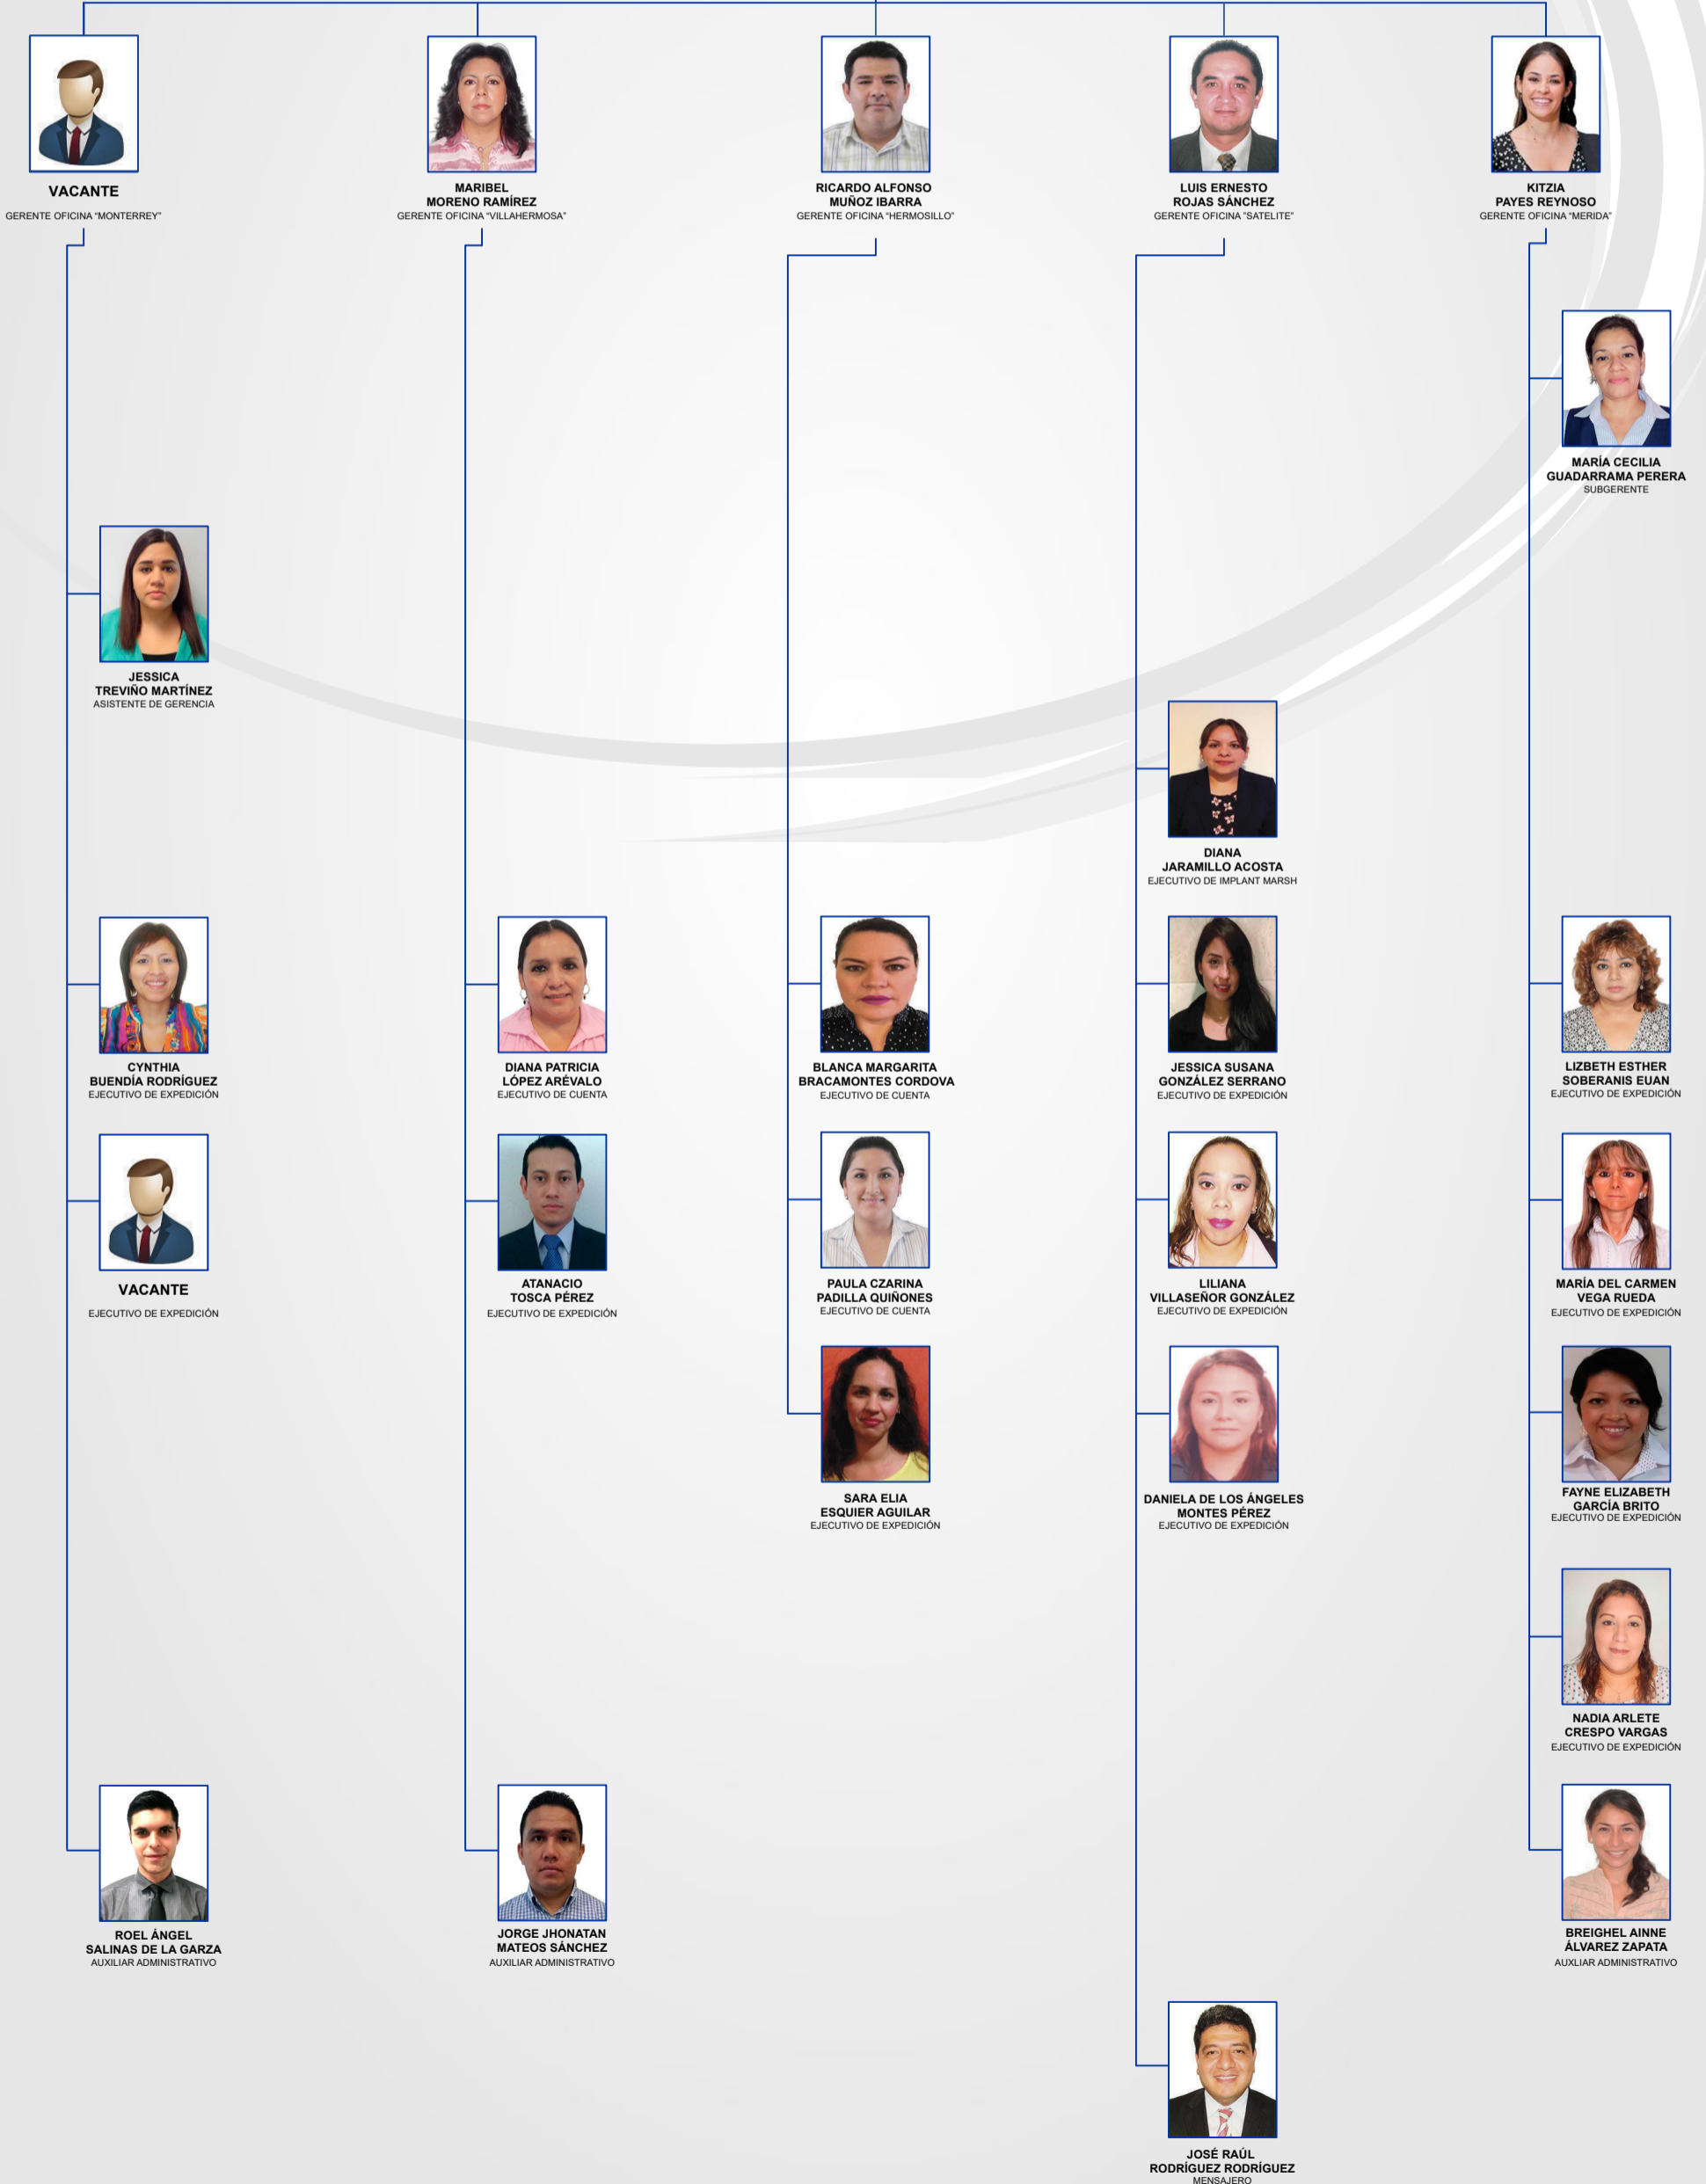 VACANTE
GERENTE OFICINA “MONTERREY”
MARIBEL
MORENO RAMÍREZ
GERENTE OFICINA “VILLAHERMOSA”
RICARDO ALFONSO
MUÑOZ IBARRA
GERENTE OFICINA “HERMOSILLO”
LUIS ERNESTO
ROJAS SÁNCHEZ
GERENTE OFICINA “SATELITE”
KITZIA
PAYES REYNOSO
GERENTE OFICINA “MERIDA”
MARÍA CECILIA
GUADARRAMA PERERA
SUBGERENTE
JESSICA
TREVIÑO MARTÍNEZ
ASISTENTE DE GERENCIA
DIANA
JARAMILLO ACOSTA
EJECUTIVO DE IMPLANT MARSH
CYNTHIA
BUENDÍA RODRÍGUEZ
EJECUTIVO DE EXPEDICIÓN
DIANA PATRICIA
LÓPEZ ARÉVALO
EJECUTIVO DE CUENTA
BLANCA MARGARITA
BRACAMONTES CORDOVA
EJECUTIVO DE CUENTA
JESSICA SUSANA
GONZÁLEZ SERRANO
EJECUTIVO DE EXPEDICIÓN
LIZBETH ESTHER
SOBERANIS EUAN
EJECUTIVO DE EXPEDICIÓN
VACANTE
EJECUTIVO DE EXPEDICIÓN
ATANACIO
TOSCA PÉREZ
EJECUTIVO DE EXPEDICIÓN
PAULA CZARINA
PADILLA QUIÑONES
EJECUTIVO DE CUENTA
LILIANA
VILLASEÑOR GONZÁLEZ
EJECUTIVO DE EXPEDICIÓN
MARÍA DEL CARMEN
VEGA RUEDA
EJECUTIVO DE EXPEDICIÓN
SARA ELIA
ESQUIER AGUILAR
EJECUTIVO DE EXPEDICIÓN
DANIELA DE LOS ÁNGELES
MONTES PÉREZ
EJECUTIVO DE EXPEDICIÓN
FAYNE ELIZABETH
GARCÍA BRITO
EJECUTIVO DE EXPEDICIÓN
NADIA ARLETE
CRESPO VARGAS
EJECUTIVO DE EXPEDICIÓN
ROEL ÁNGEL
SALINAS DE LA GARZA
AUXILIAR ADMINISTRATIVO
JORGE JHONATAN
MATEOS SÁNCHEZ
AUXILIAR ADMINISTRATIVO
BREIGHEL AINNE
ÁLVAREZ ZAPATA
AUXLIAR ADMINISTRATIVO
JOSÉ RAÚL
RODRÍGUEZ RODRÍGUEZ
MENSAJERO